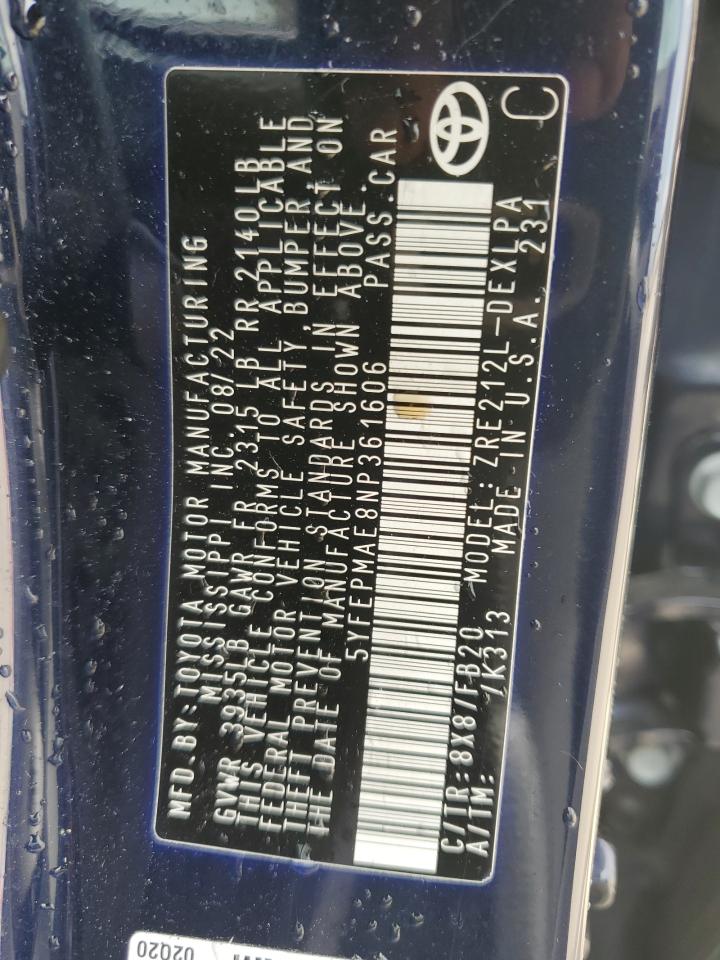 MFD.BY:TOYOTA MOTOR MANUFACTURING
MISSISSIPPI INC. 08/22
GVWR 3935LB GAWR FR 2315 LB RR 2140 LB
THIS VEHICLE CONFORMS TO ALL APPLICABLE
FEDERAL MOTOR VEHICLE SAFETY, BUMPER, AND
THEFT PREVENTION STANDARDS IN EFFECT ON
THE DATE OF MANUFACTURE SHOWN ABOVE.
5YFEPMAE8NP361606 PASS.CAR
C/TR:8X8/FB20 MODEL:ZRE212L-DEXLPA
A/TM: -/K313 MADE IN U.S.A. 231
C
02Q20